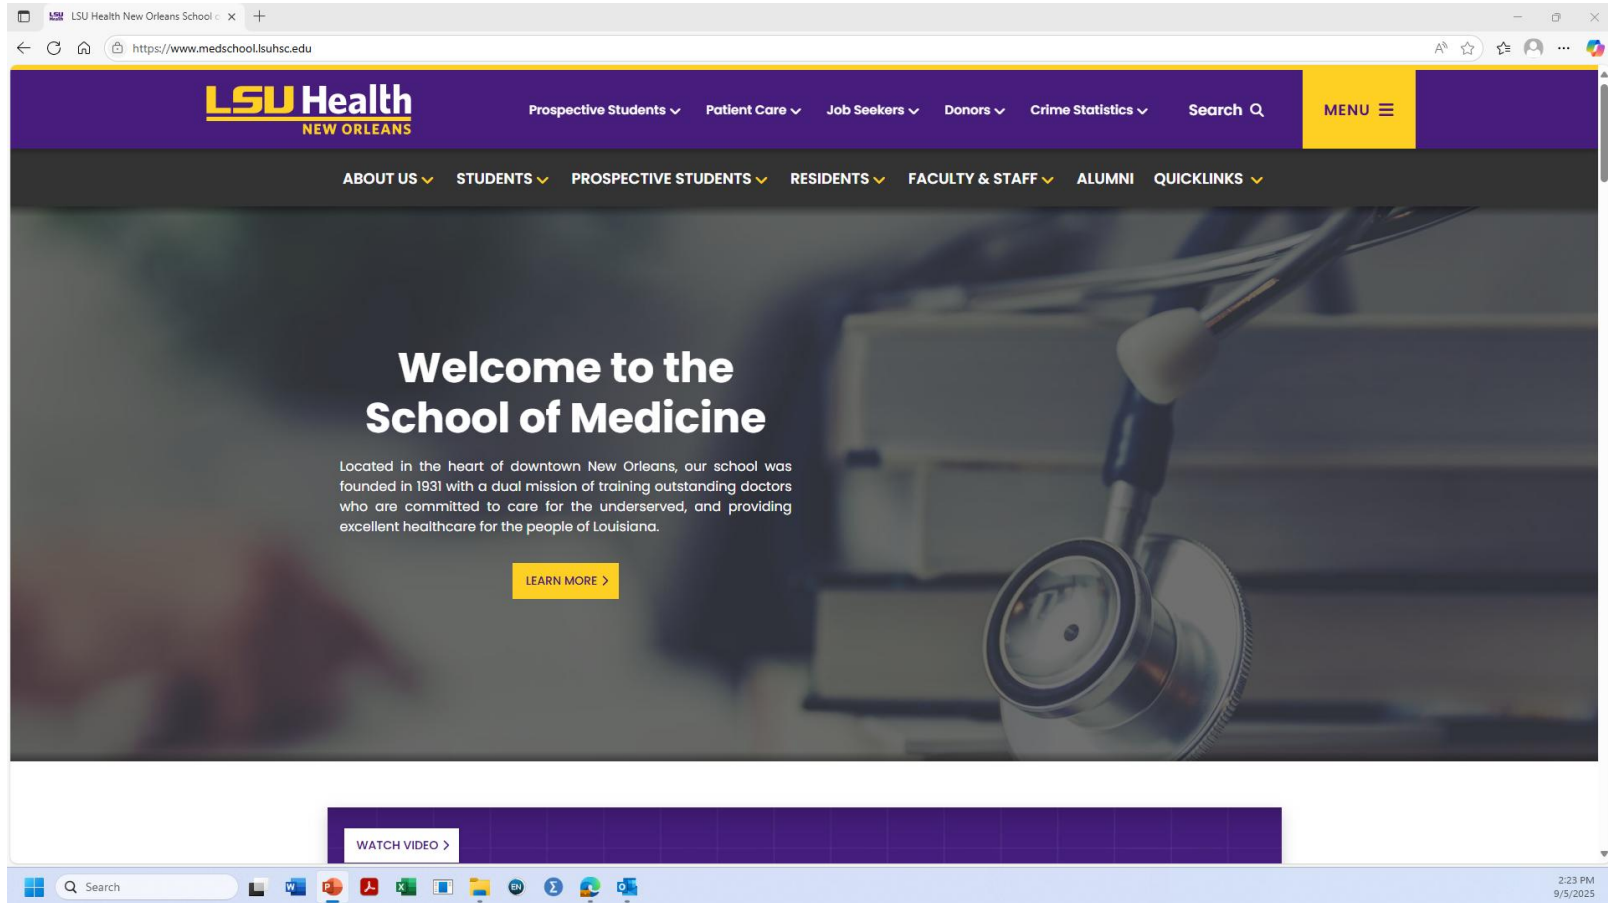 LSU Health New Orleans School o
https://www.medschool.lsuhsc.edu
LSU Health
NEW ORLEANS
Prospective Students Patient Care Job Seekers Donors Crime Statistics Search MENU
ABOUT US STUDENTS PROSPECTIVE STUDENTS RESIDENTS FACULTY & STAFF ALUMNI QUICKLINKS
Welcome to the
School of Medicine
Located in the heart of downtown New Orleans, our school was
founded in 1931 with a dual mission of training outstanding doctors
who are committed to care for the underserved, and providing
excellent healthcare for the people of Louisiana.
LEARN MORE >
WATCH VIDEO >
Search
2:23 PM
9/5/2025